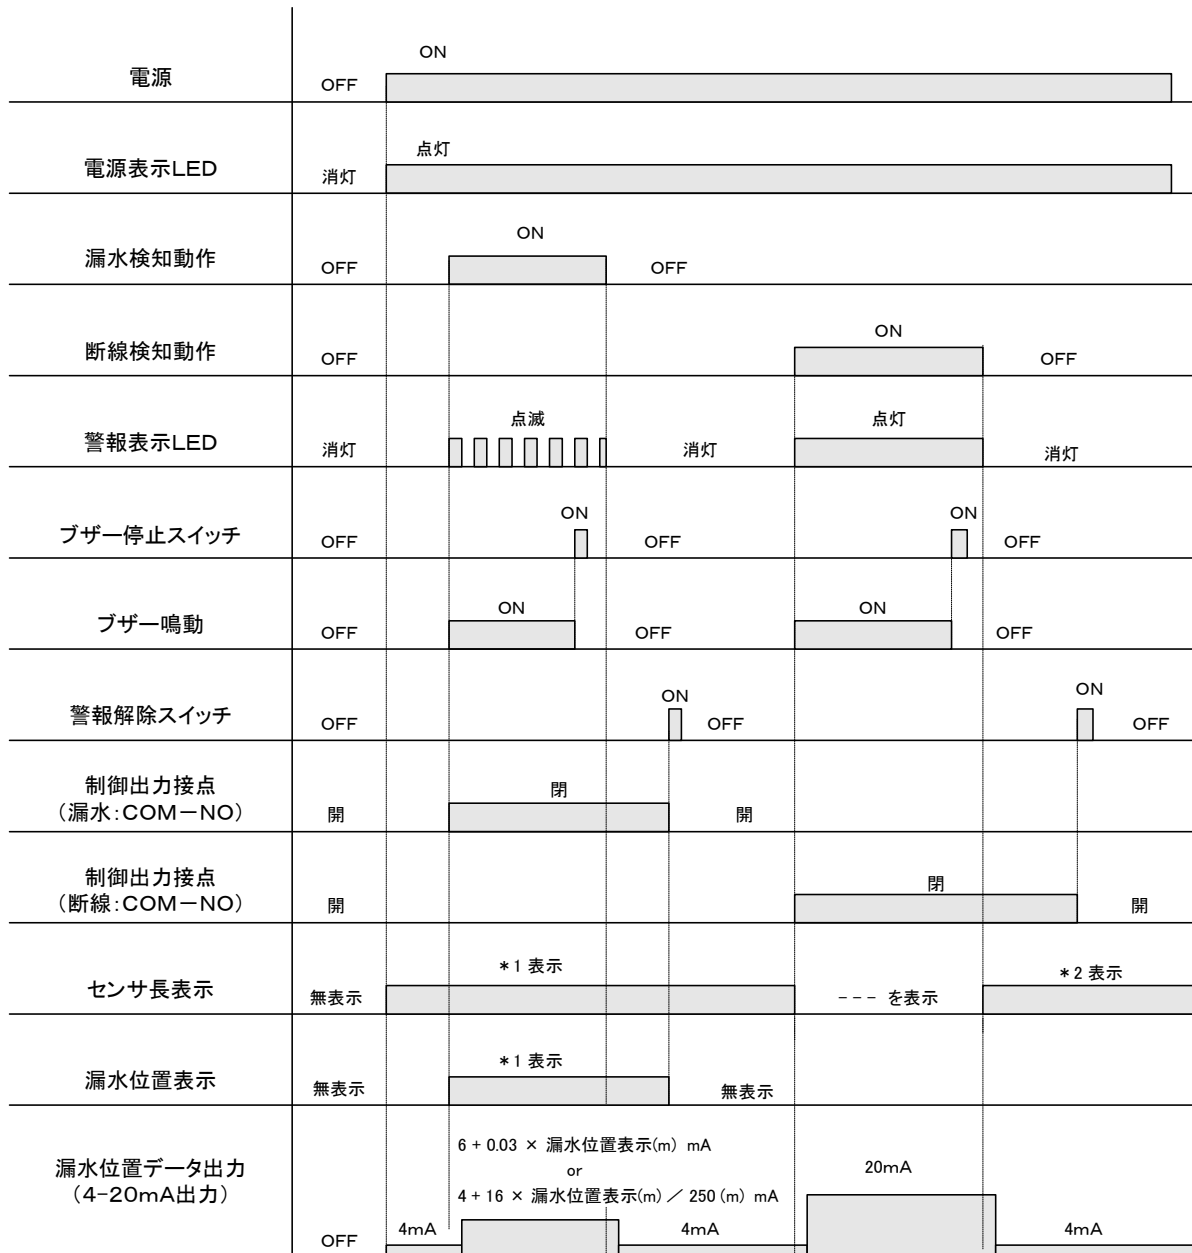 ON
電源
OFF
点灯
電源表示LED
消灯
ON
漏水検知動作
OFF
OFF
ON
断線検知動作
OFF
OFF
点滅
点灯
警報表示LED
消灯
消灯
消灯
ON
ON
ブザー停止スイッチ
OFF
OFF
OFF
ON
ON
ブザー鳴動
OFF
OFF
OFF
ON
ON
警報解除スイッチ
OFF
OFF
OFF
制御出力接点
（漏水：COM－NO）
開
閉
開
制御出力接点
（断線：COM－NO）
開
閉
開
センサ長表示
無表示
＊1 表示
--- を表示
＊2 表示
漏水位置表示
無表示
＊1 表示
無表示
漏水位置データ出力
（4-20mA出力）
6 + 0.03 × 漏水位置表示(m) mA
or
4 + 16 × 漏水位置表示(m) ／ 250 (m) mA
20mA
OFF
4mA
4mA
4mA